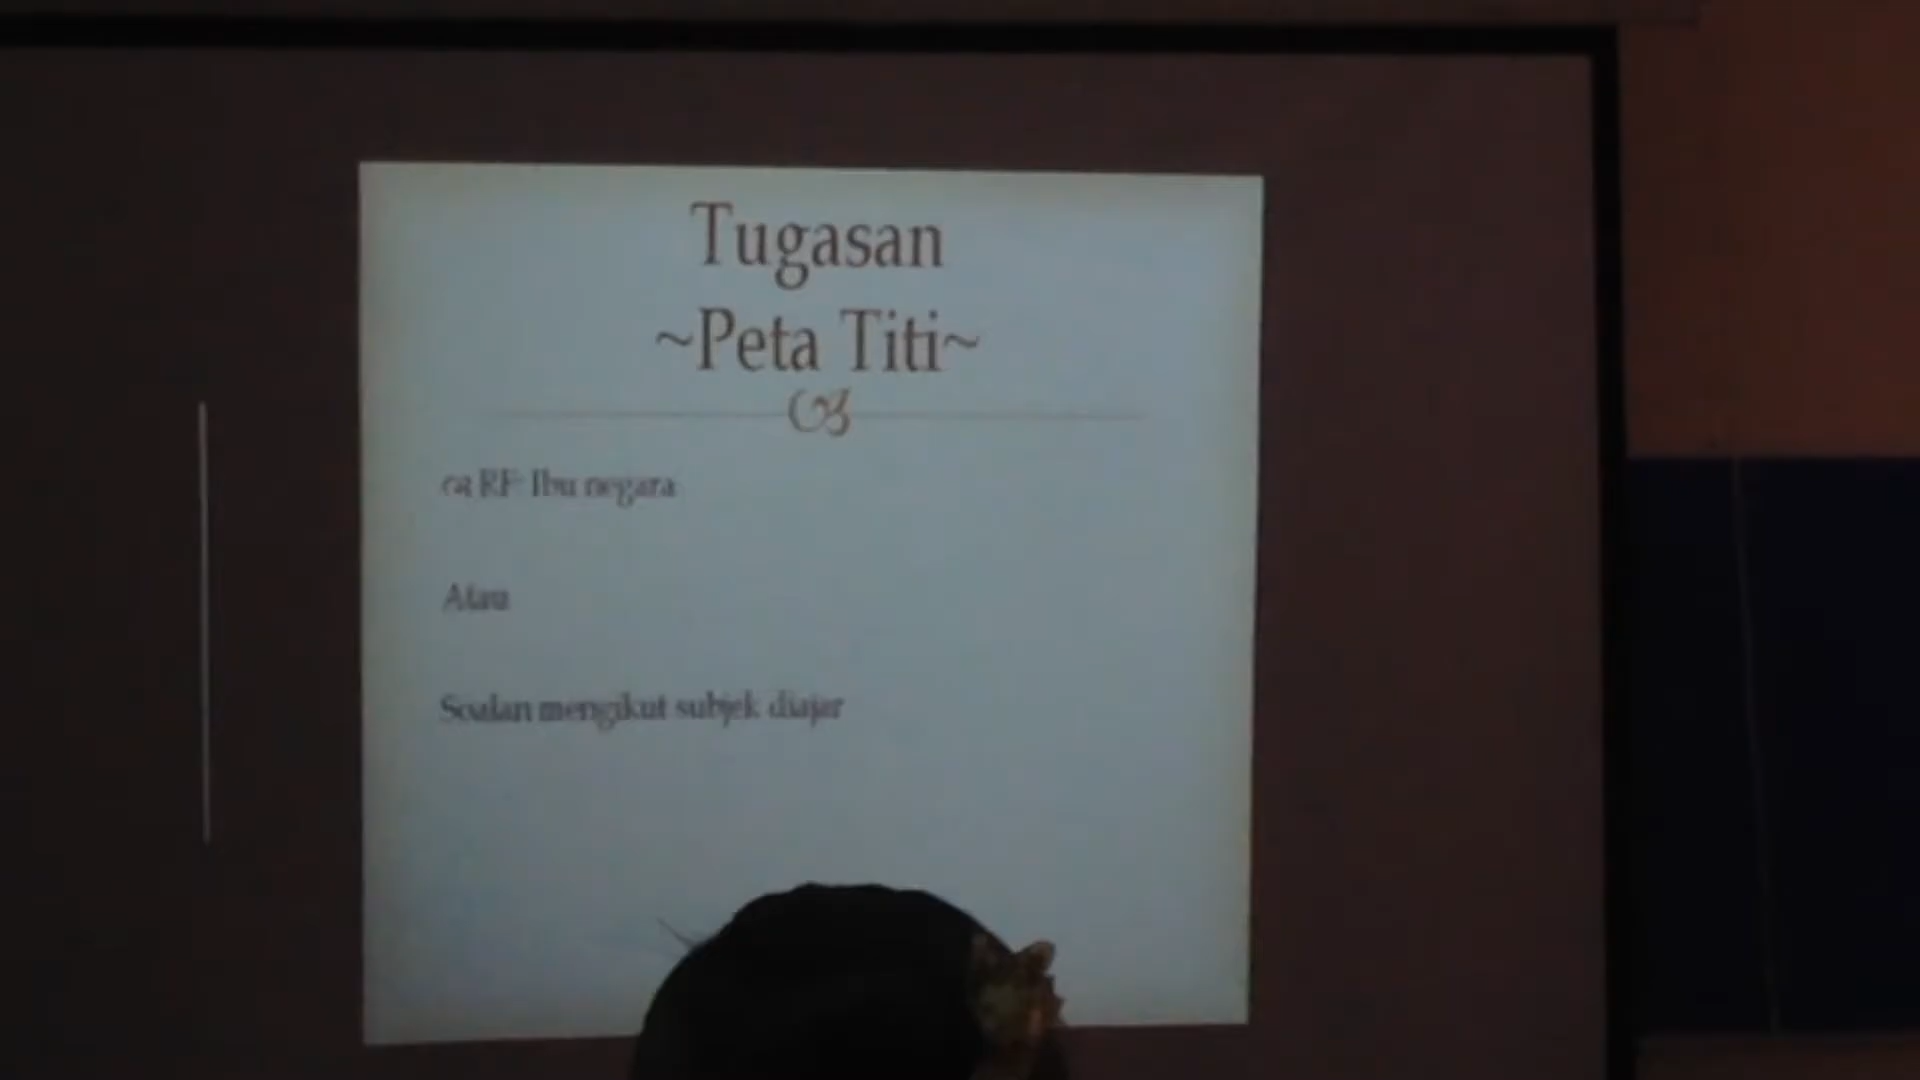 Tugasan
~Peta Titi~
RF: Ibu negara
Atau
Soalan mengikut subjek diajar